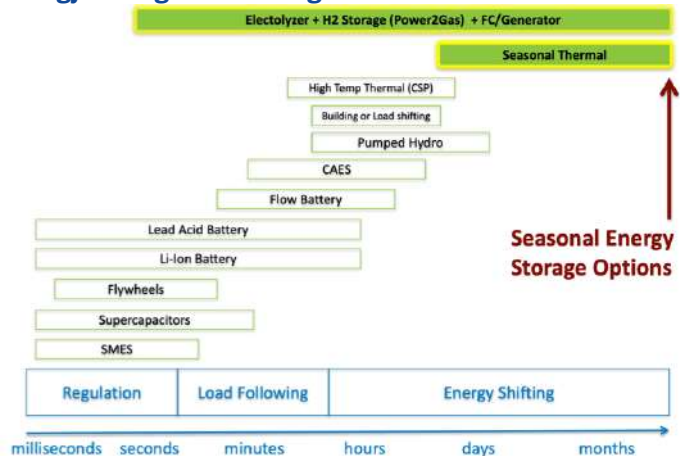 Electolyzer + H2 Storage (Power2Gas) + FC/Generator
Seasonal Thermal
High Temp Thermal (CSP)
Building or Load shifting
Pumped Hydro
CAES
Flow Battery
Lead Acid Battery
Li-Ion Battery
Flywheels
Supercapacitors
SMES
Seasonal Energy
Storage Options
Regulation Load Following Energy Shifting
milliseconds seconds minutes hours days months